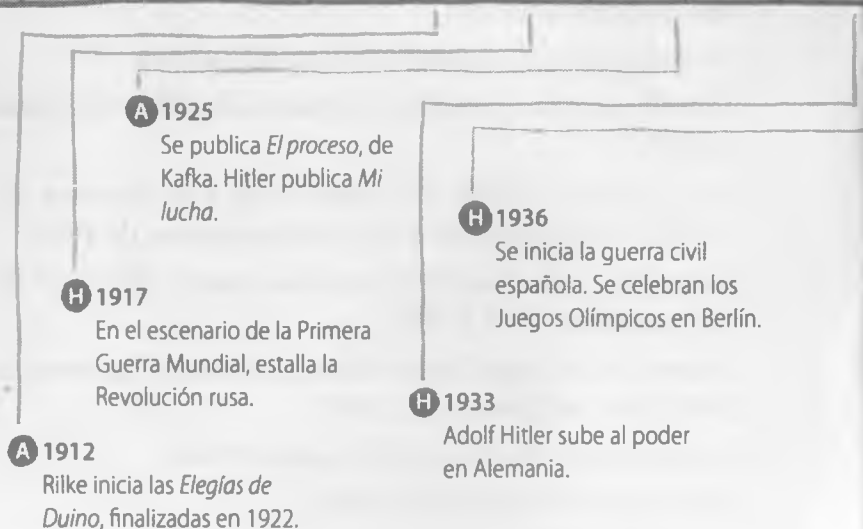 A 1925
Se publica El proceso, de
Kafka. Hitler publica Mi
lucha.
H 1936
Se inicia la guerra civil
española. Se celebran los
Juegos Olímpicos en Berlín.
H 1917
En el escenario de la Primera
Guerra Mundial, estalla la
Revolución rusa.
H 1933
Adolf Hitler sube al poder
en Alemania.
A 1912
Rilke inicia las Elegías de
Duino, finalizadas en 1922.